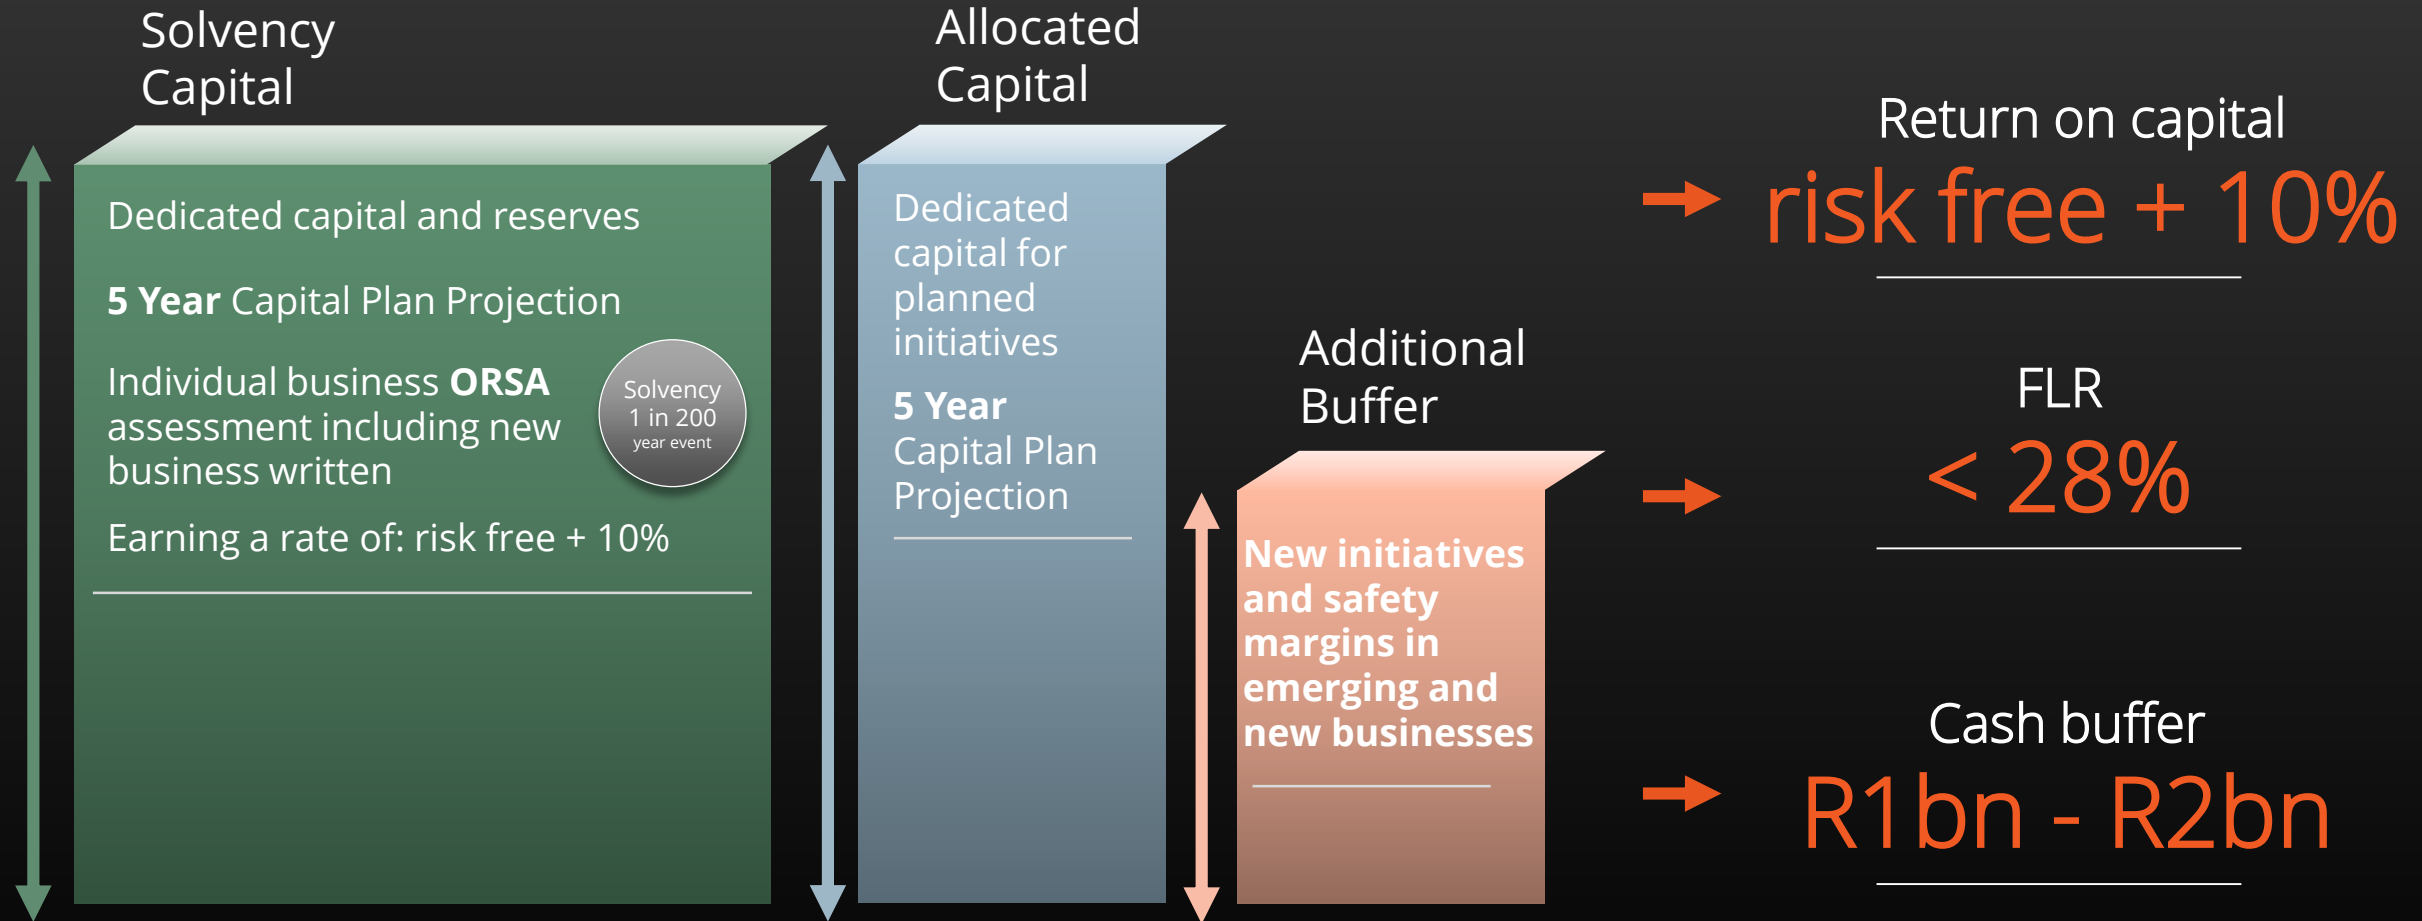 Solvency
Capital
Dedicated capital and reserves
5 Year Capital Plan Projection
Individual business ORSA
assessment including new
business written
Solvency
1 in 200
year event
Earning a rate of: risk free + 10%
Allocated
Capital
Dedicated
capital for
planned
initiatives
5 Year
Capital Plan
Projection
Additional
Buffer
New initiatives
and safety
margins in
emerging and
new businesses
Return on capital
risk free + 10%
FLR
< 28%
Cash buffer
R1bn - R2bn